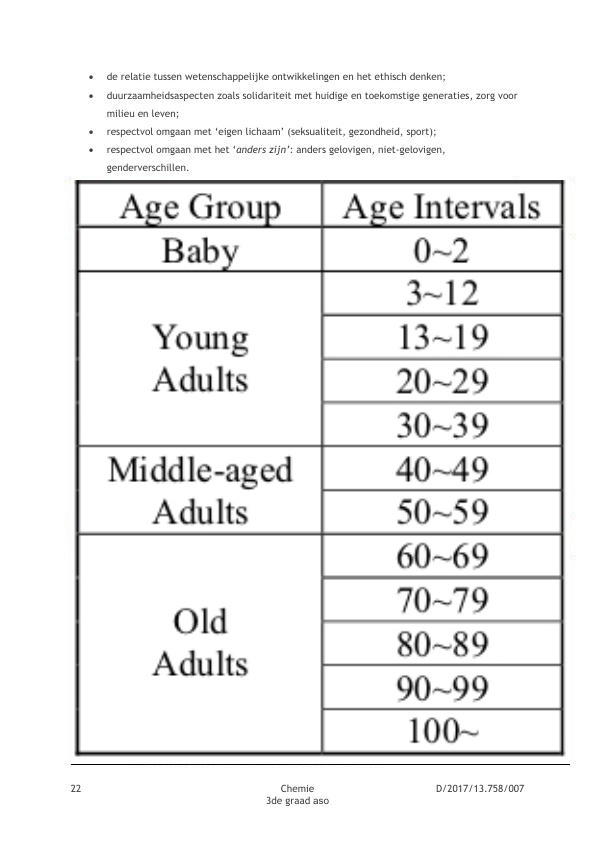 • de relatie tussen wetenschappelijke ontwikkelingen en het ethisch denken;
• duurzaamheidsaspecten zoals solidariteit met huidige en toekomstige generaties, zorg voor
milieu en leven;
• respectvol omgaan met ‘eigen lichaam’ (seksualiteit, gezondheid, sport);
• respectvol omgaan met het ‘anders zijn’: anders gelovigen, niet-gelovigen,
genderverschillen.
Age Group Age Intervals
Baby 0~2
3~12
Young 13~19
Adults 20~29
30~39
Middle-aged 40~49
Adults 50~59
60~69
70~79
Old
Adults 80~89
90~99
100~
22 Chemie D/2017/13.758/007
3de graad aso